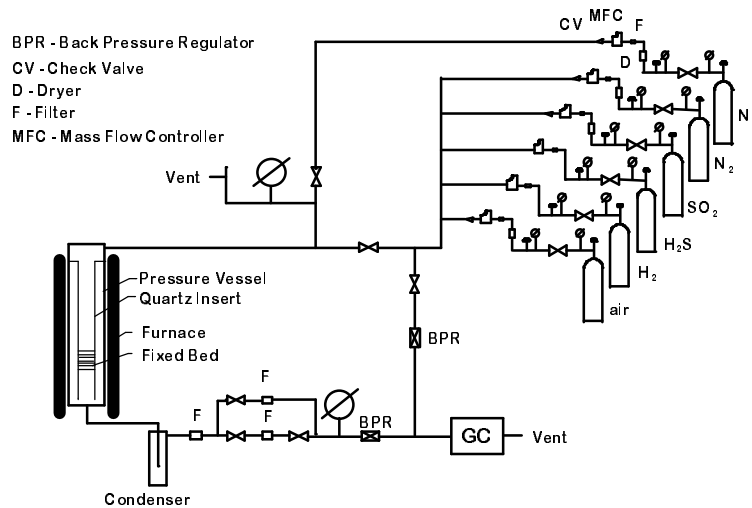 BPR - Back Pressure Regulator
CV - Check Valve
D - Dryer
F - Filter
MFC - Mass Flow Controller
CV MFC F
D
N
N2
SO2
H2S
H2
air
Vent
Pressure Vessel
Quartz Insert
Furnace
Fixed Bed
BPR
F
F F
BPR
GC Vent
Condenser